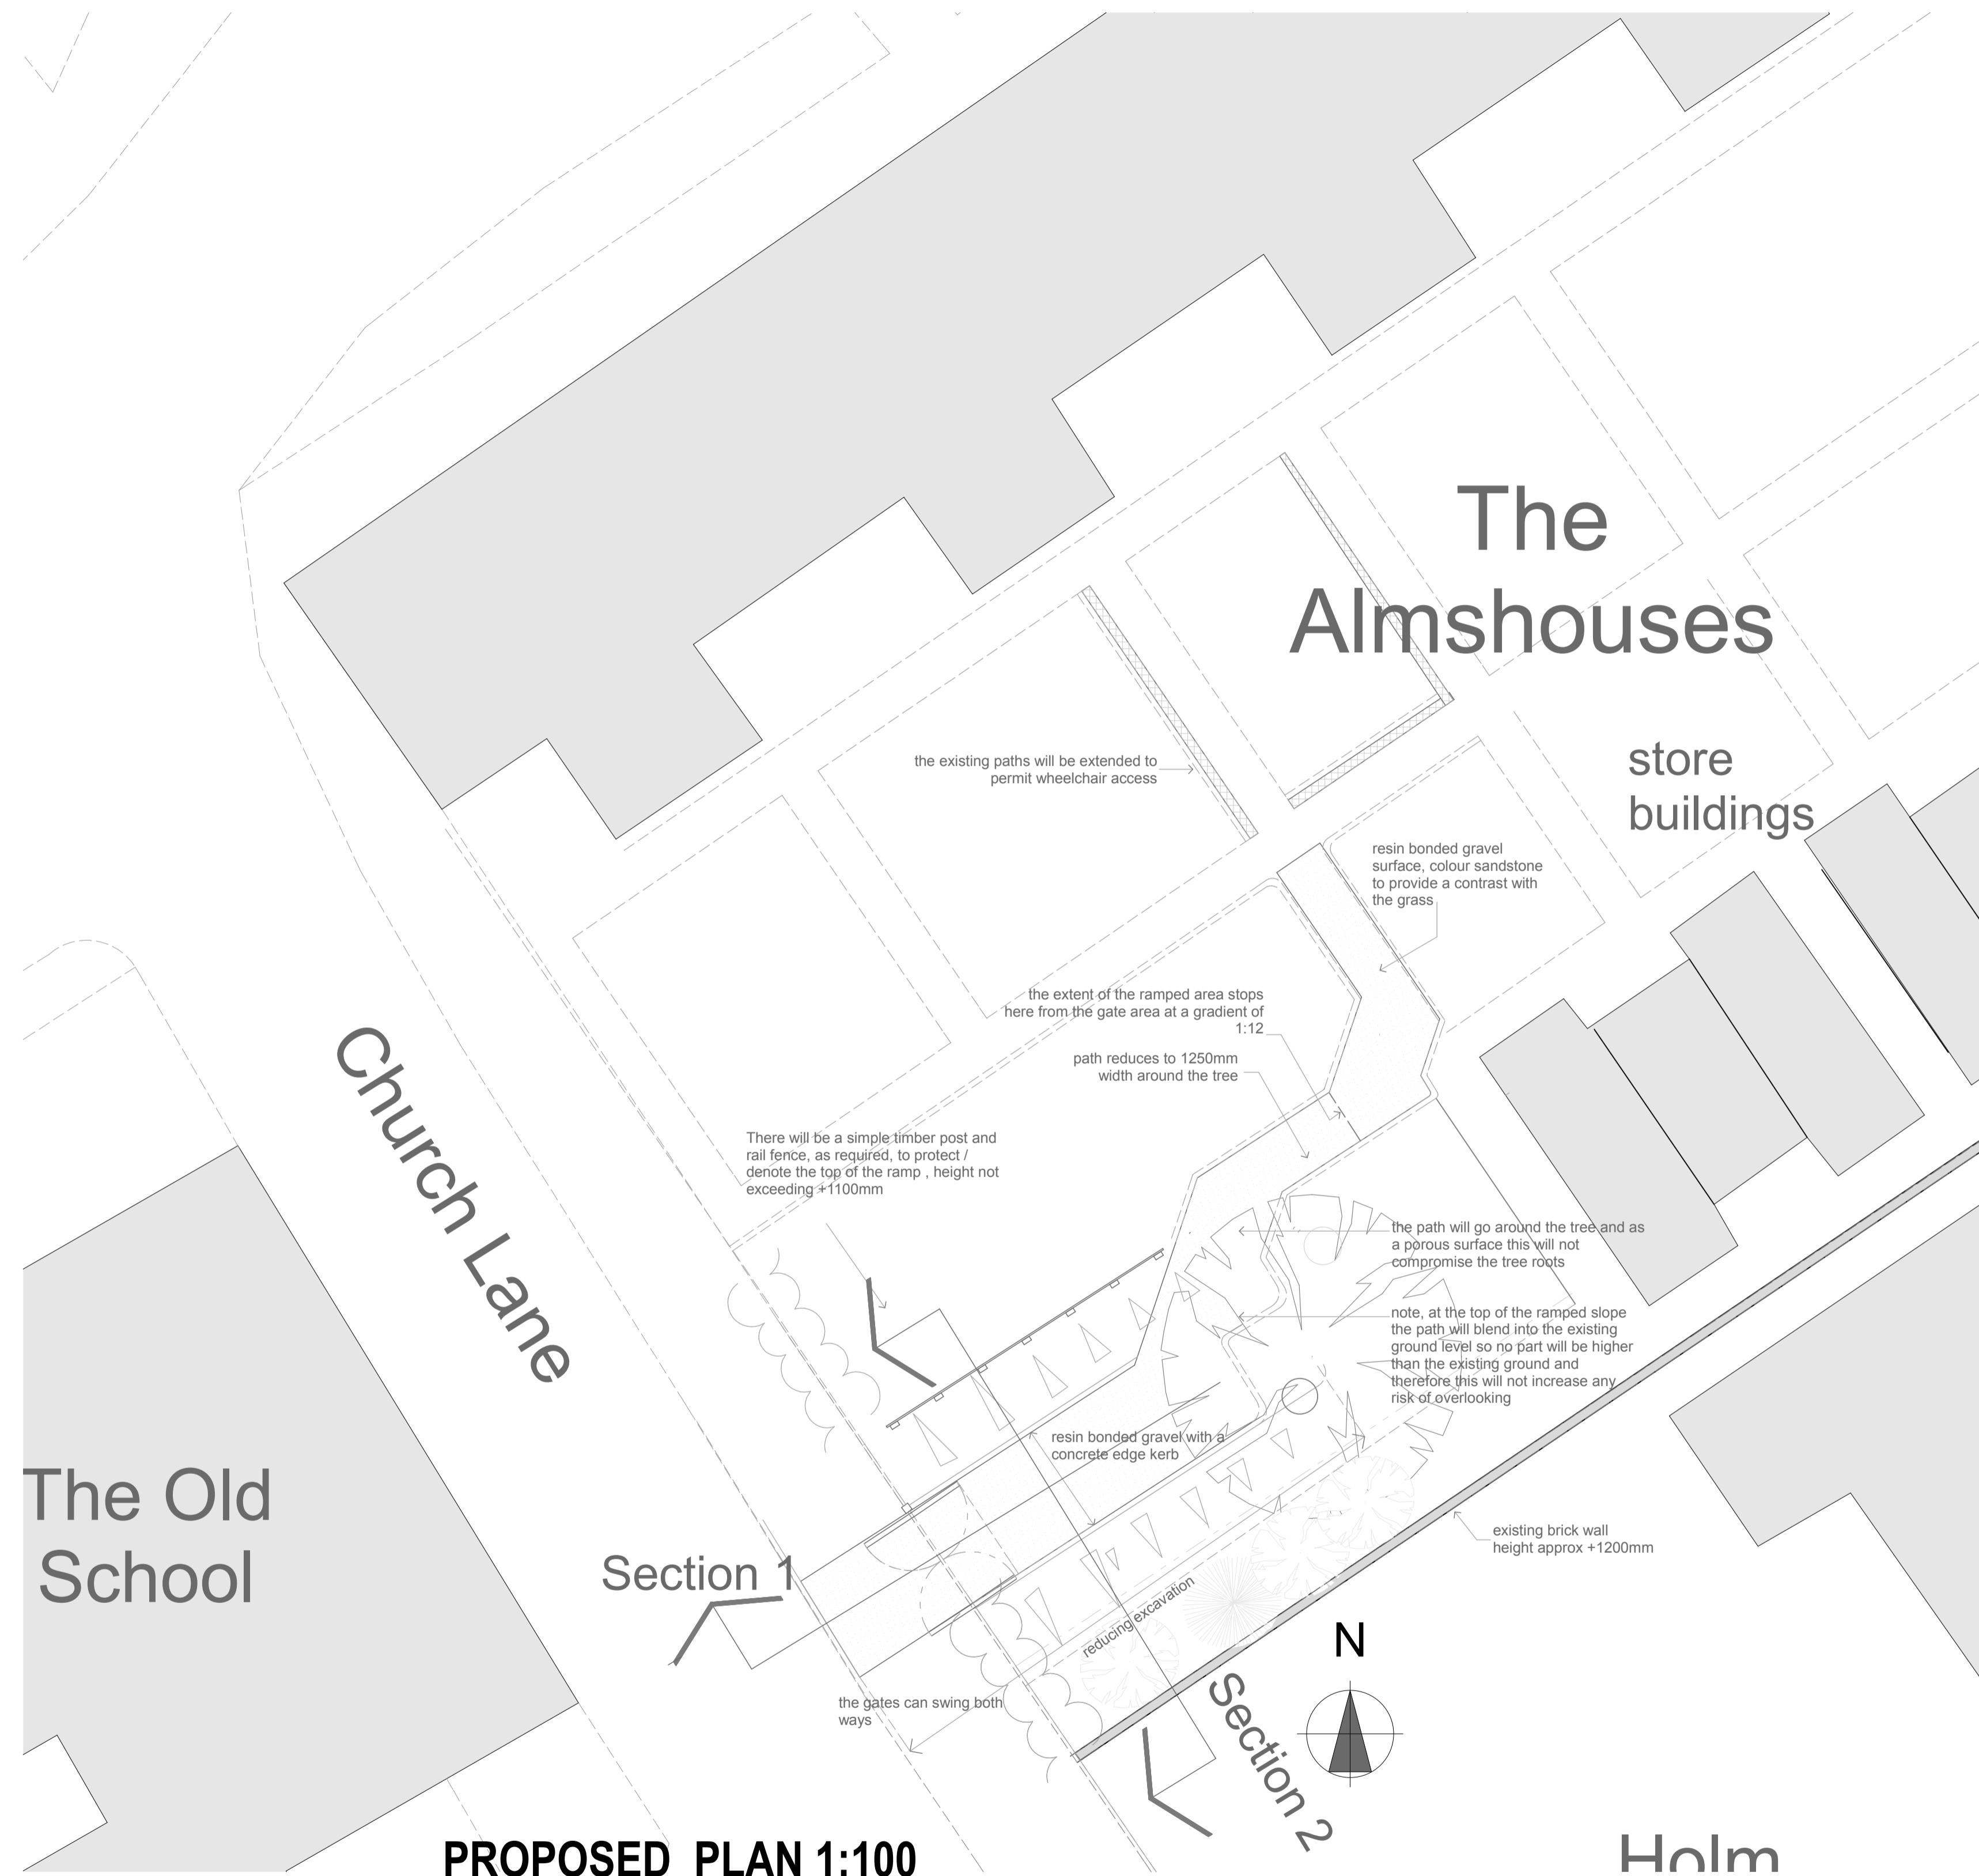 The
Almshouses
store
buildings
the existing paths will be extended to
permit wheelchair access
resin bonded gravel
surface, colour sandstone
to provide a contrast with
the grass
the extent of the ramped area stops
here from the gate area at a gradient of
1:12
path reduces to 1250mm
width around the tree
Church Lane
There will be a simple timber post and
rail fence, as required, to protect /
denote the top of the ramp , height not
exceeding +1100mm
the path will go around the tree and as
a porous surface this will not
compromise the tree roots
note, at the top of the ramped slope
the path will blend into the existing
ground level so no part will be higher
than the existing ground and
therefore this will not increase any
risk of overlooking
resin bonded gravel with a
concrete edge kerb
The Old
School
existing brick wall
height approx +1200mm
Section 1
reducing excavation
N
the gates can swing both
ways
Section 2
PROPOSED PLAN 1:100
Holm